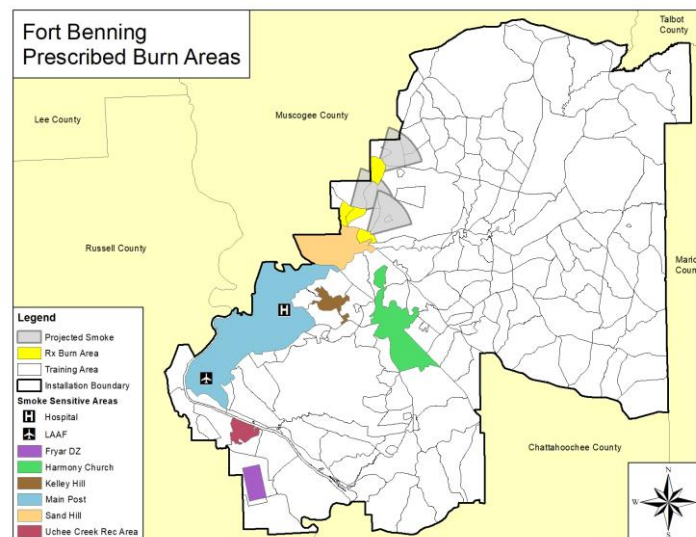 Fort Benning
Prescribed Burn Areas
Talbot
County
Lee County
Muscogee County
Russell County
Chattahoochee County
H
Legend
Projected Smoke
Rx Burn Area
Training Area
Installation Boundary
Smoke Sensitive Areas
H
Hospital
LAAF
Fryar DZ
Harmony Church
Kelley Hill
Main Post
Sand Hill
Uchee Creek Rec Area
N
W
E
S